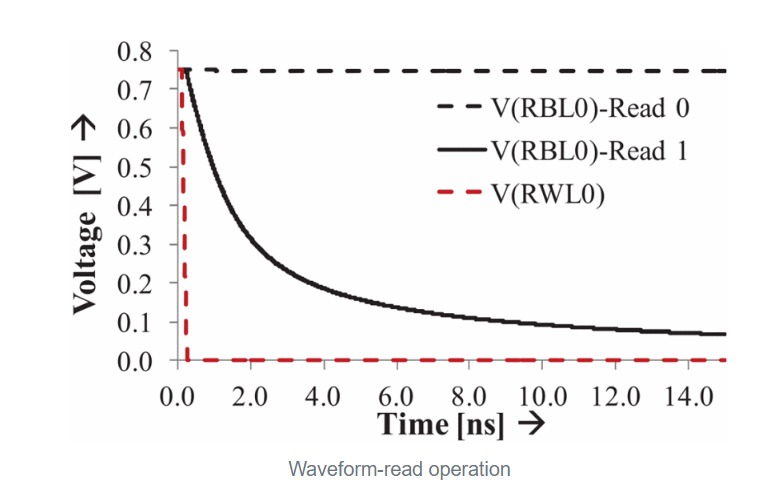 0.8
0.7
0.6
0.5
0.4
0.3
0.2
0.1
0.0
Voltage [V] →
V(RBL0)-Read 0
V(RBL0)-Read 1
V(RWL0)
0.0 2.0 4.0 6.0 8.0 10.0 12.0 14.0
Time [ns] →
Waveform-read operation